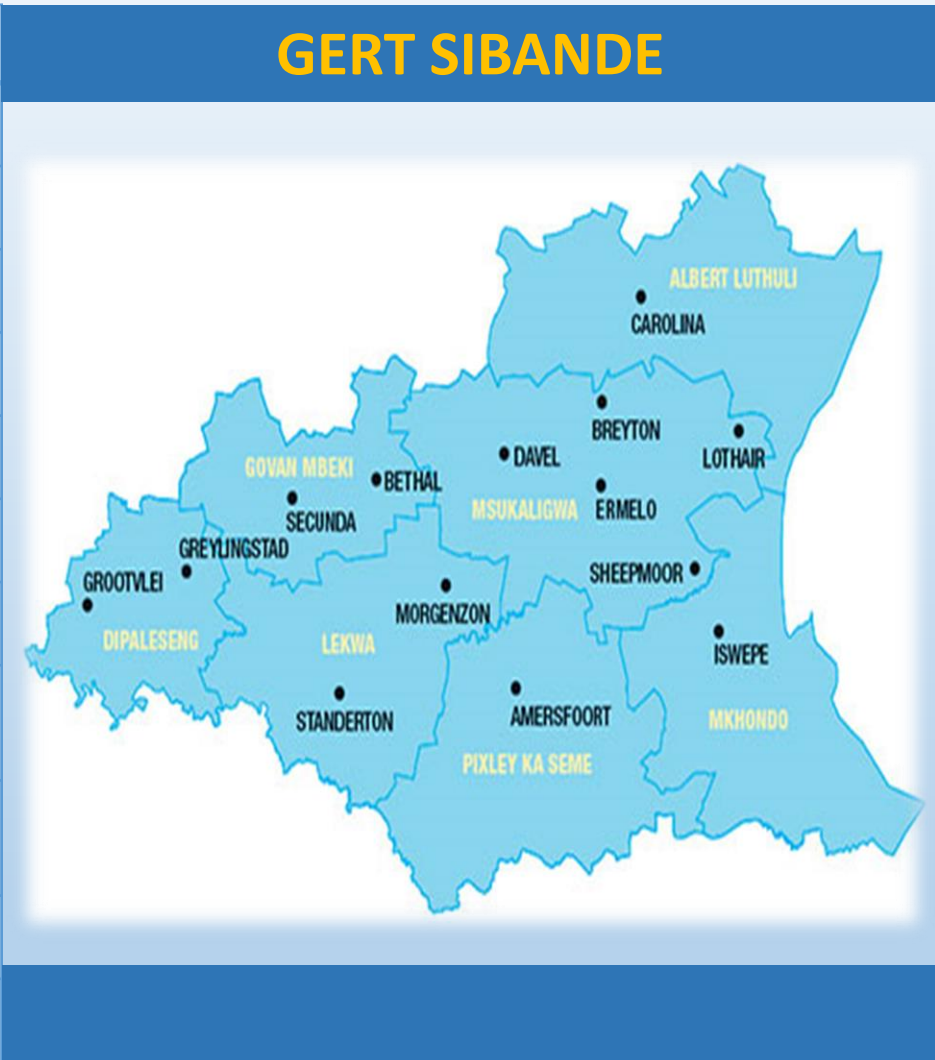 GERT SIBANDE
ALBERT LUTHULI
CAROLINA
BREYTON
LOTHAIR
DAVEL
GOVAN MBEKI
BETHAL
MSUKALIGWA
ERMELO
SECUNDA
GREYLINGSTAD
SHEEPMOOR
GROOTVLEI
MORGENZON
DIPALESENG
LEKWA
ISWEPE
STANDERTON
AMERSFOORT
MKHONDO
PIXLEY KA SEME